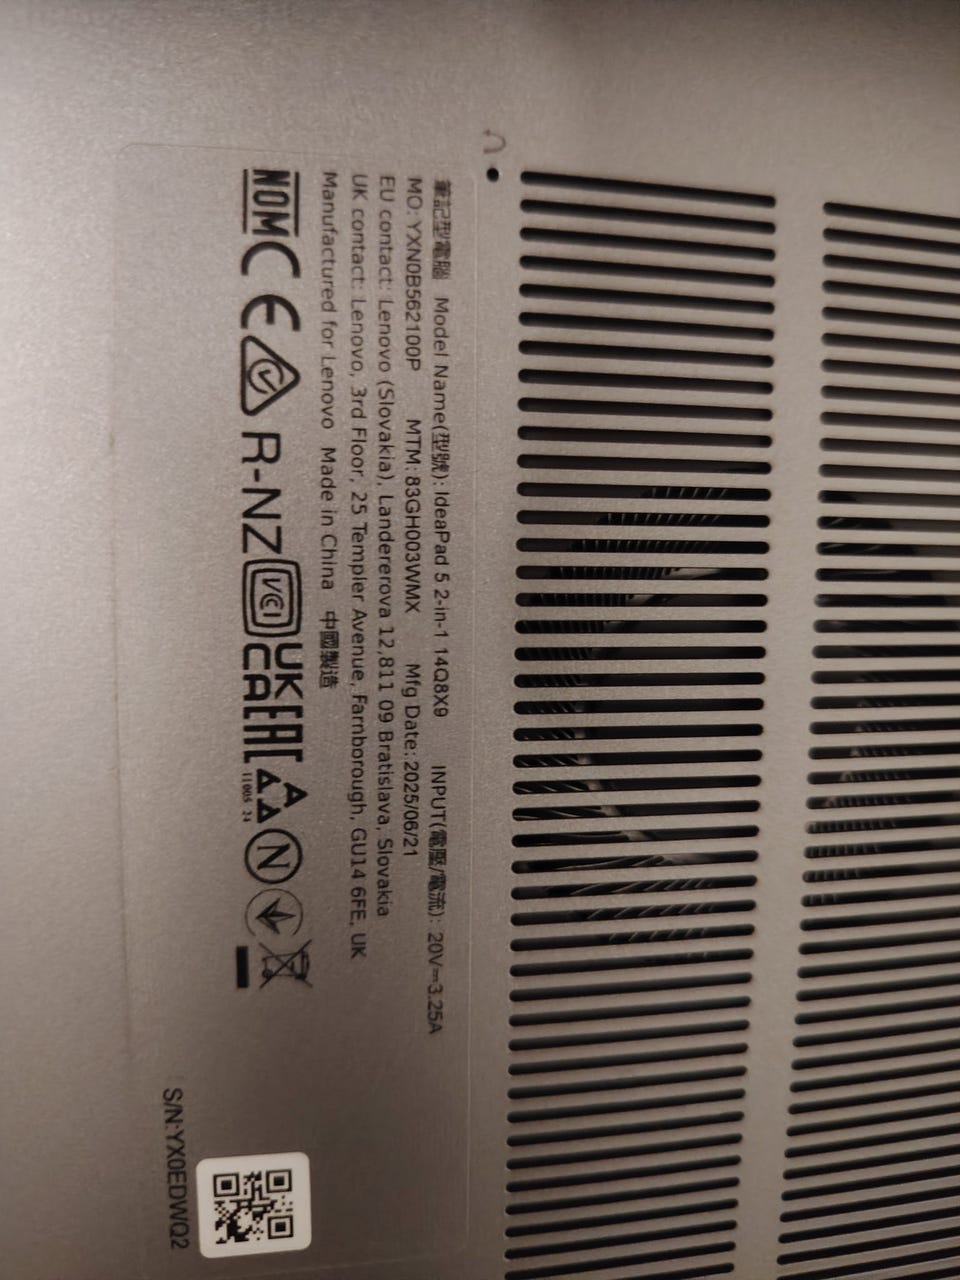 筆記型電腦 Model Name(型號): IdeaPad 5 2-in-1 14Q8X9 INPUT(電壓/電流): 20V⎓3.25A
MO: YXN0B562100P MTM: 83GH003WMX Mfg Date: 2025/06/21
EU contact: Lenovo (Slovakia), Landererova 12,811 09 Bratislava, Slovakia
UK contact: Lenovo, 3rd Floor, 25 Templer Avenue, Farnborough, GU14 6FE, UK
Manufactured for Lenovo Made in China 中國製造
NOM CE R-NZ VCI UK CA EAC N
S/N:YX0EDWQ2